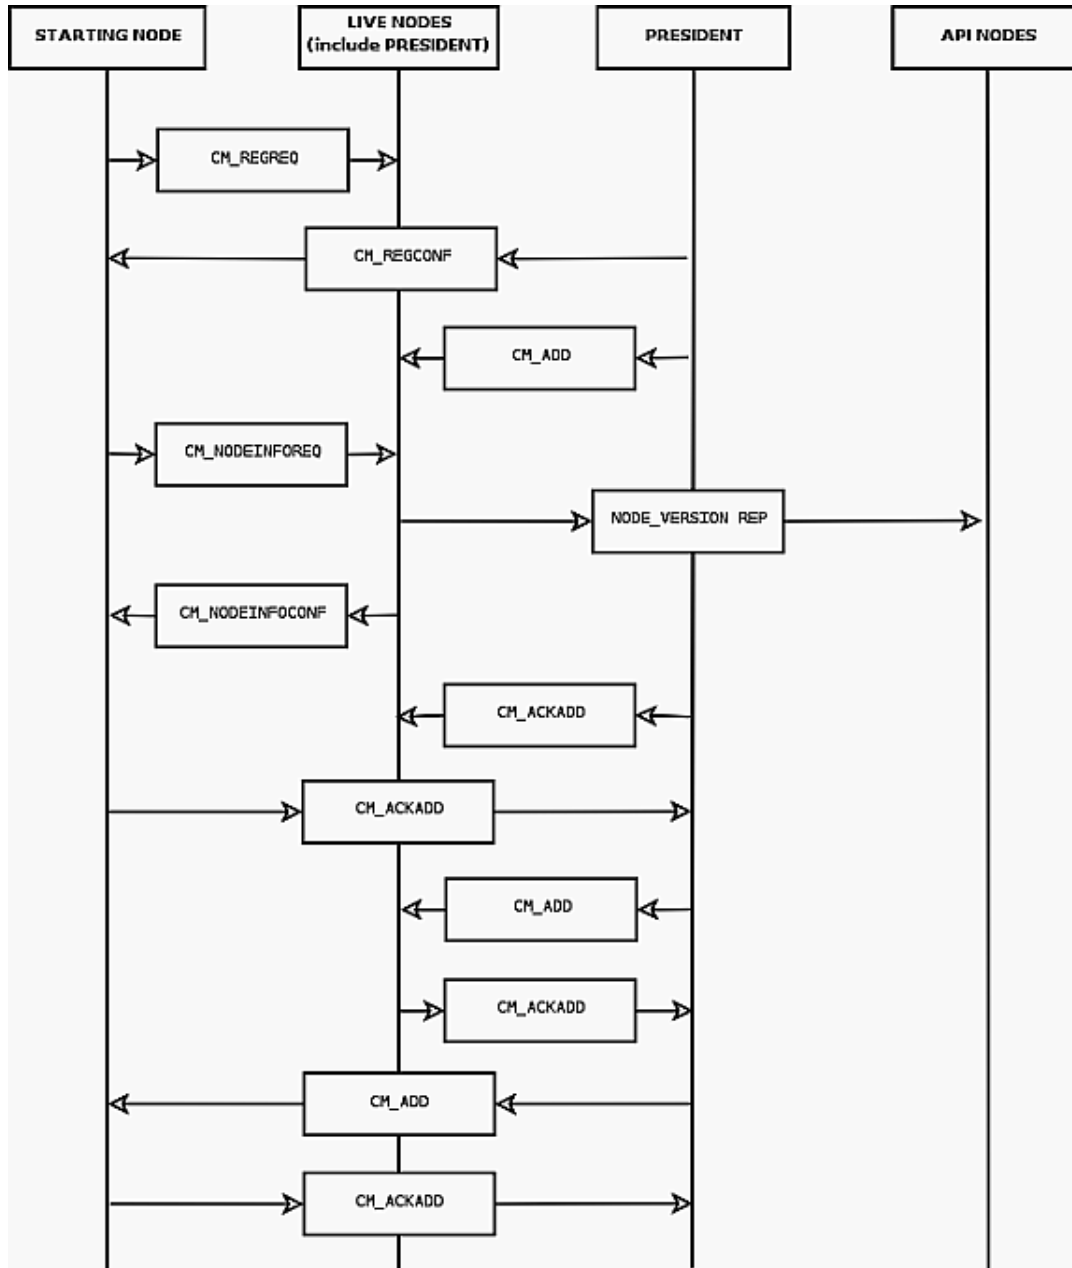 STARTING NODE
LIVE NODES
(include PRESIDENT)
PRESIDENT
API NODES
CM_REGREQ
CM_REGCONF
CM_ADD
CM_NODEINFOREQ
NODE_VERSION REP
CM_NODEINFOCONF
CM_ACKADD
CM_ACKADD
CM_ADD
CM_ACKADD
CM_ADD
CM_ACKADD